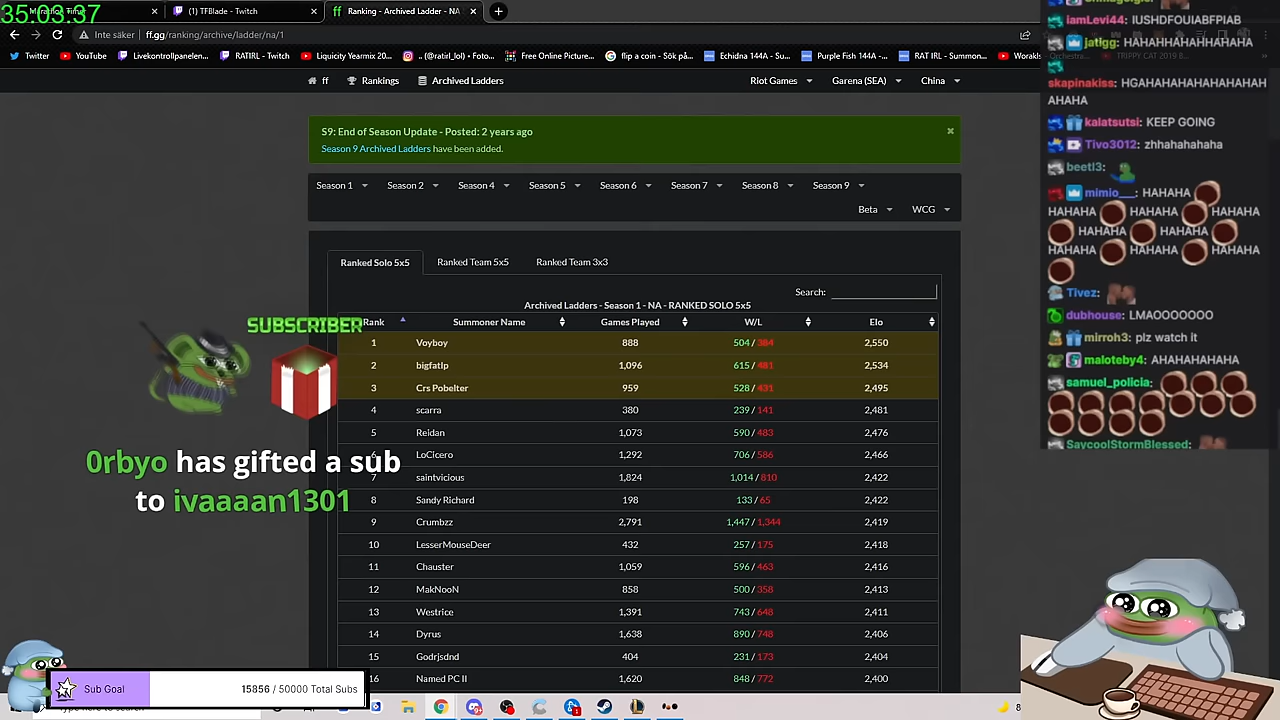 35:03.37
(1) TFBlade - Twitch
Ranking - Archived Ladder - NA
Inte säker
ff.gg/ranking/archive/ladder/na/1
Twitter
YouTube
Livekontrollpanelen...
RATIRL - Twitch
Liquicity
Free Online Picture...
Echidna 144A - Su...
Purple Fish 144A -...
RAT IRL - Summon...
ff
Rankings
Archived Ladders
Riot Games
Garena (SEA)
China
S9: End of Season Update - Posted: 2 years ago
Season 9 Archived Ladders have been added.
Season 1
Season 2
Season 4
Season 5
Season 6
Season 7
Season 8
Season 9
Beta
WCG
Ranked Solo 5x5
Ranked Team 5x5
Ranked Team 3x3
Search:
Archived Ladders - Season 1 - NA - RANKED SOLO 5x5
Rank Summoner Name Games Played W/L Elo
1 Voyboy 888 504 / 384 2,550
2 bigfatlp 1,096 615 / 481 2,534
3 Crs Pobelter 959 528 / 431 2,495
4 scarra 380 239 / 141 2,481
5 Reidan 1,073 590 / 483 2,476
LoCicero 1,292 706 / 586 2,466
7 saintvicious 1,824 1,014 / 810 2,422
8 Sandy Richard 198 133 / 65 2,422
9 Crumbzz 2,791 1,447 / 1,344 2,419
10 LesserMouseDeer 432 257 / 175 2,418
11 Chauster 1,059 596 / 463 2,416
12 MakNooN 858 500 / 358 2,413
13 Westrice 1,391 743 / 648 2,411
14 Dyrus 1,638 890 / 748 2,406
15 Godrjsdnd 404 231 / 173 2,404
16 Named PC II 1,620 848 / 772 2,400
SUBSCRIBER
0rbyo has gifted a sub
to ivaaaan1301
Sub Goal
15856 / 50000 Total Subs
iamLevi44: IUSHDFOUIABFPIAB
jatlgg: HAHAHHAHAHHAHAHA
skapinakiss: HGAHAHAHAHAHAHAH
AHAHA
kalatsutsi: KEEP GOING
Tivo3012: zhhahahahaha
beetl3:
mimio___: HAHAHA
HAHAHA HAHAHA HAHAHA
HAHAHA HAHAHA
HAHAHA HAHAHA HAHAHA
Tivez:
dubhouse: LMAOOOOOOO
mirroh3: plz watch it
maloteby4: AHAHAHAHAHA
samuel_policia:
SaycoolStormBlessed: